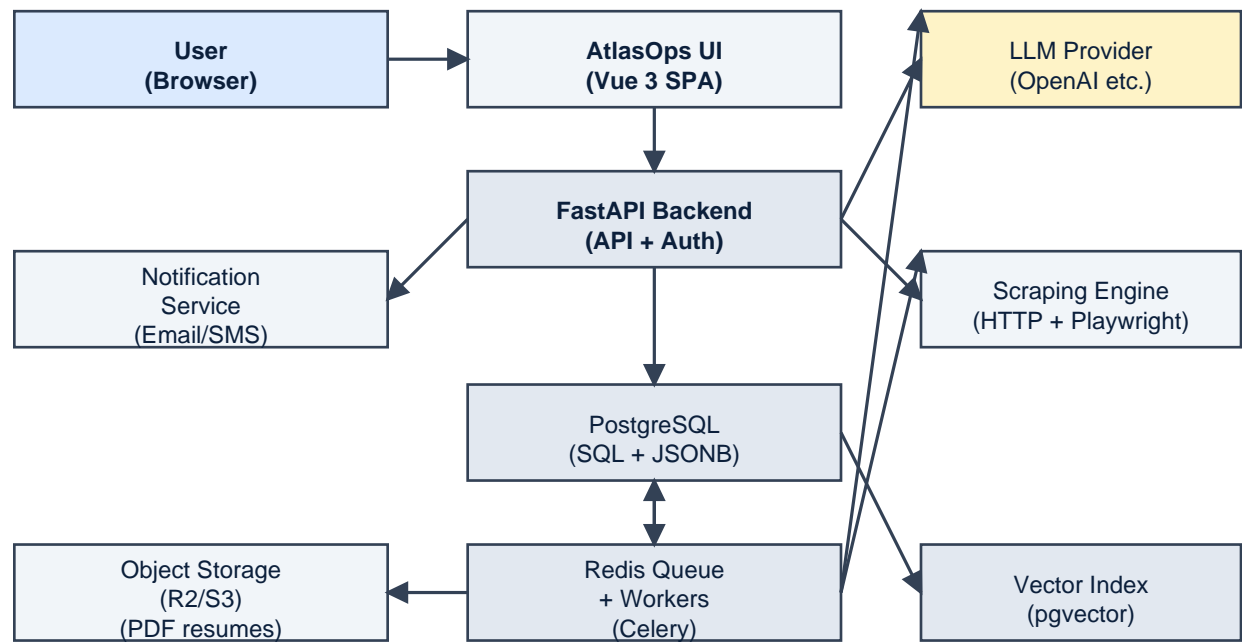 User
(Browser)
AtlasOps UI
(Vue 3 SPA)
LLM Provider
(OpenAI etc.)
FastAPI Backend
(API + Auth)
Notification
Service
(Email/SMS)
Scraping Engine
(HTTP + Playwright)
PostgreSQL
(SQL + JSONB)
Object Storage
(R2/S3)
(PDF resumes)
Redis Queue
+ Workers
(Celery)
Vector Index
(pgvector)